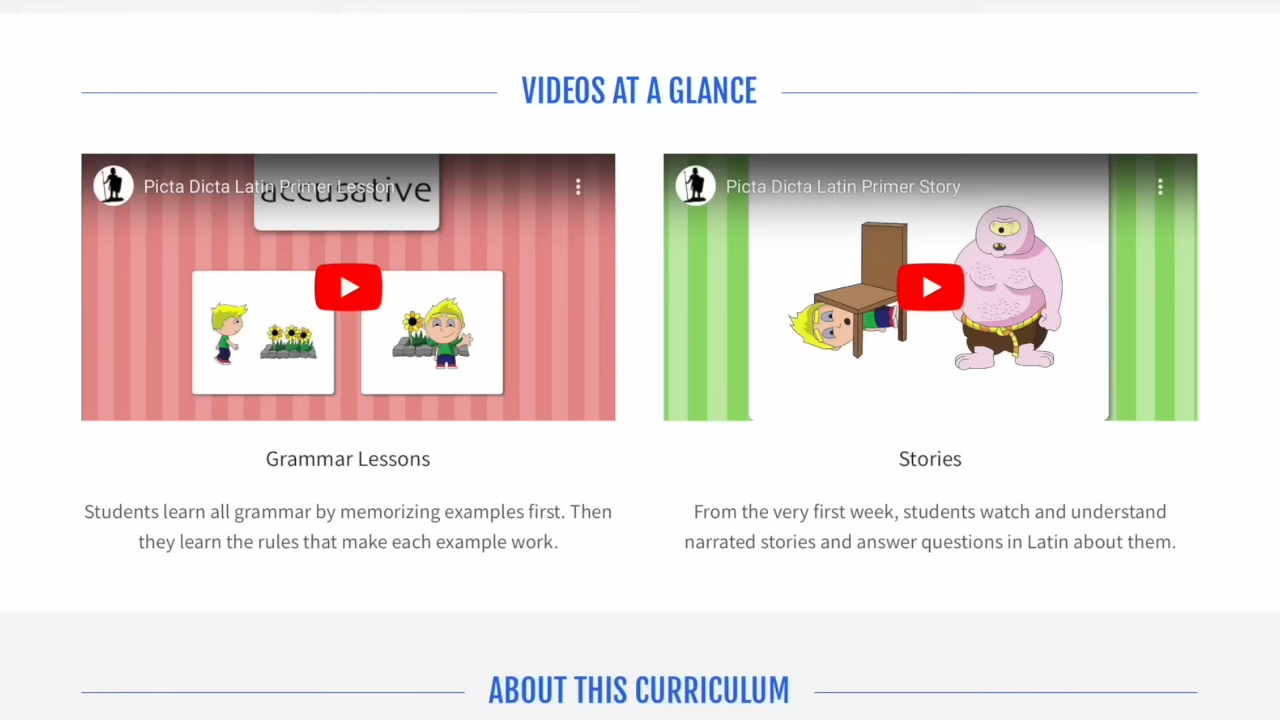 VIDEOS AT A GLANCE
Picta Dicta Latin Primer Lesson
accusative
Picta Dicta Latin Primer Story
Grammar Lessons
Students learn all grammar by memorizing examples first. Then
they learn the rules that make each example work.
Stories
From the very first week, students watch and understand
narrated stories and answer questions in Latin about them.
ABOUT THIS CURRICULUM